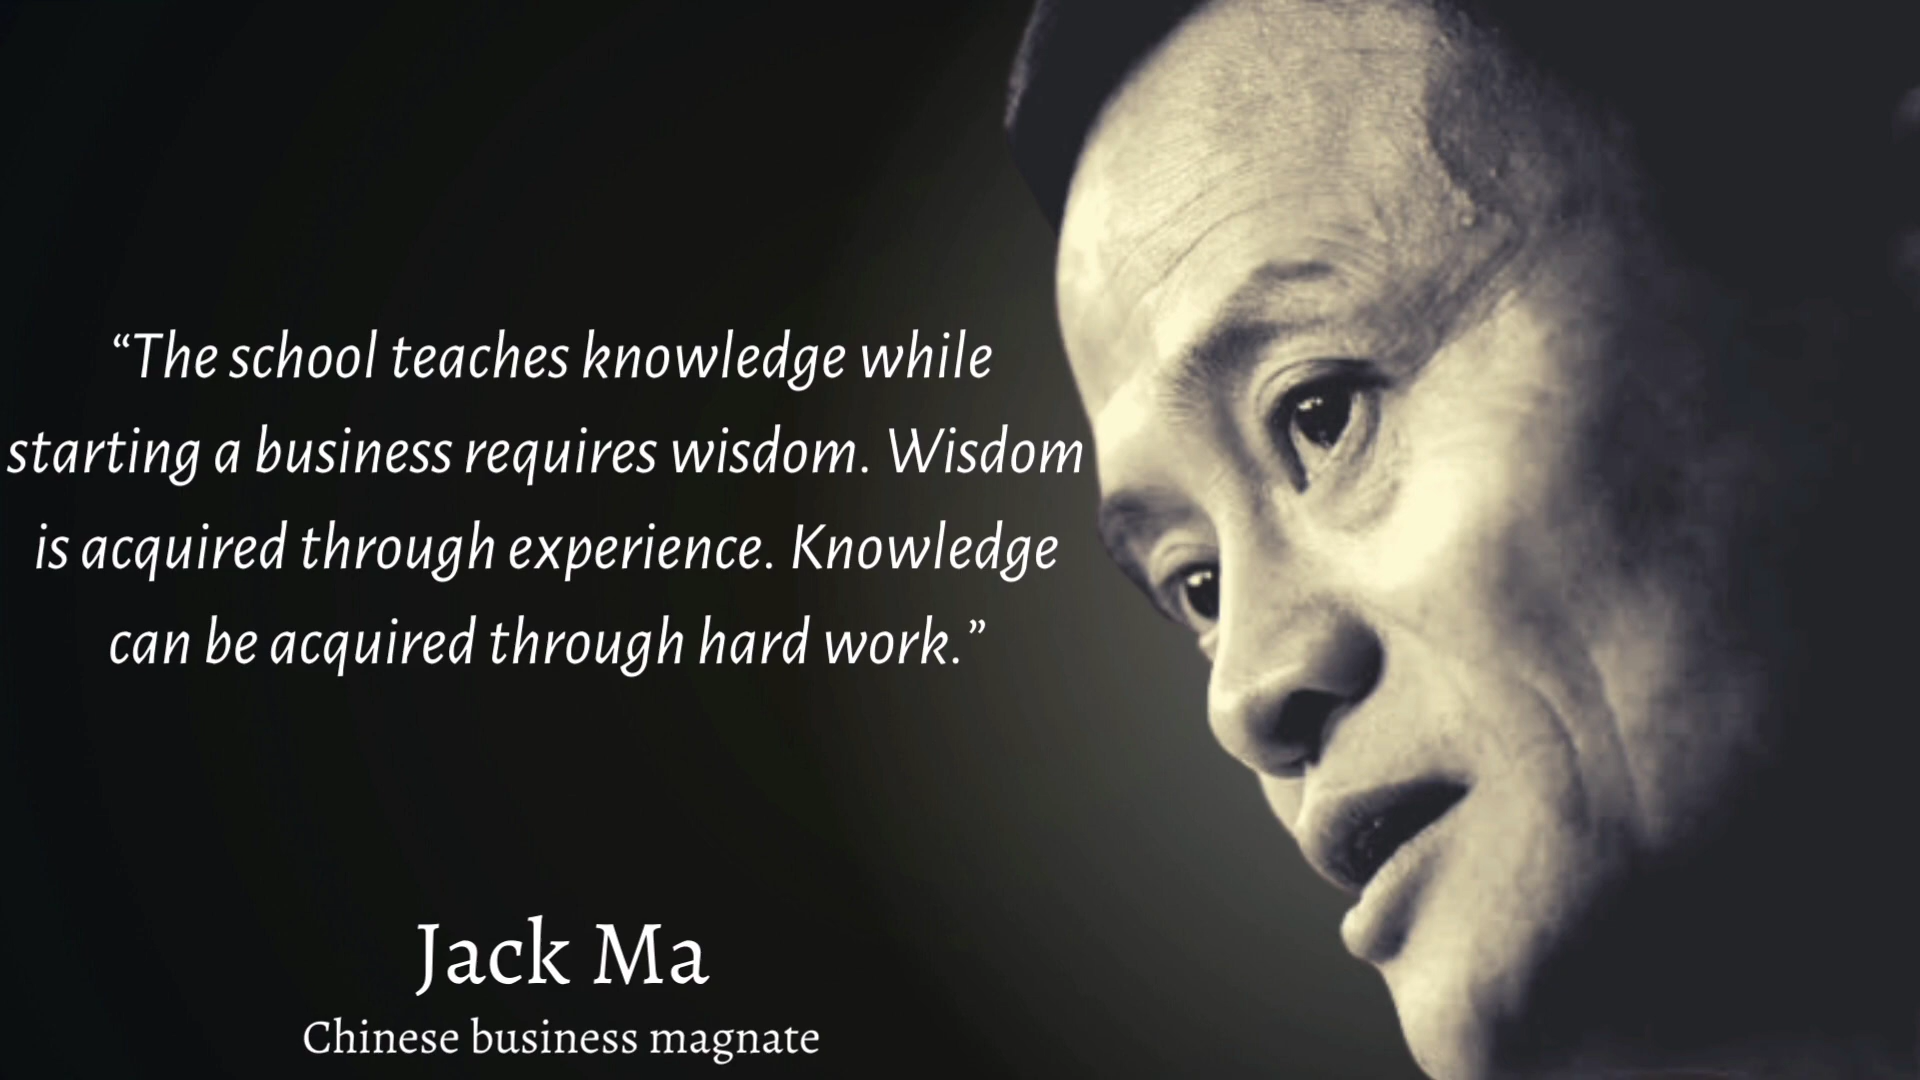 “The school teaches knowledge while
starting a business requires wisdom. Wisdom
is acquired through experience. Knowledge
can be acquired through hard work.”
Jack Ma
Chinese business magnate